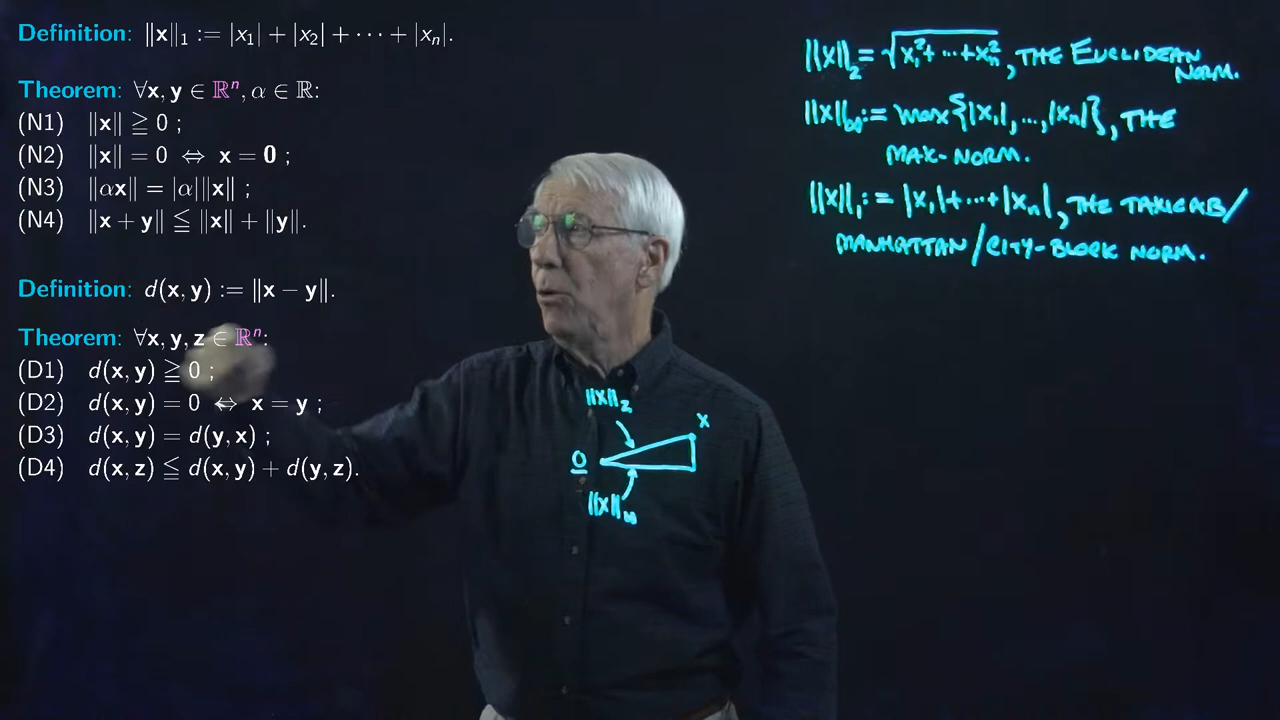 Definition: ‖x‖₁ := |x₁| + |x₂| + ⋯ + |xₙ|.
Theorem: ∀x, y ∈ ℝⁿ, α ∈ ℝ:
(N1) ‖x‖ ≧ 0 ;
(N2) ‖x‖ = 0 ⇔ x = 0 ;
(N3) ‖αx‖ = |α|‖x‖ ;
(N4) ‖x + y‖ ≦ ‖x‖ + ‖y‖.
Definition: d(x, y) := ‖x − y‖.
Theorem: ∀x, y, z ∈ ℝⁿ:
(D1) d(x, y) ≧ 0 ;
(D2) d(x, y) = 0 ⇔ x = y ;
(D3) d(x, y) = d(y, x) ;
(D4) d(x, z) ≦ d(x, y) + d(y, z).
‖x‖₂
x
0
‖x‖∞
‖x‖₂ = √(x₁² + ⋯ + xₙ²), THE EUCLIDEAN
NORM.
‖x‖∞ := max{|x₁|, ..., |xₙ|}, THE
MAX-NORM.
‖x‖₁ := |x₁| + ⋯ + |xₙ|, THE TAXICAB/
MANHATTAN/CITY-BLOCK NORM.